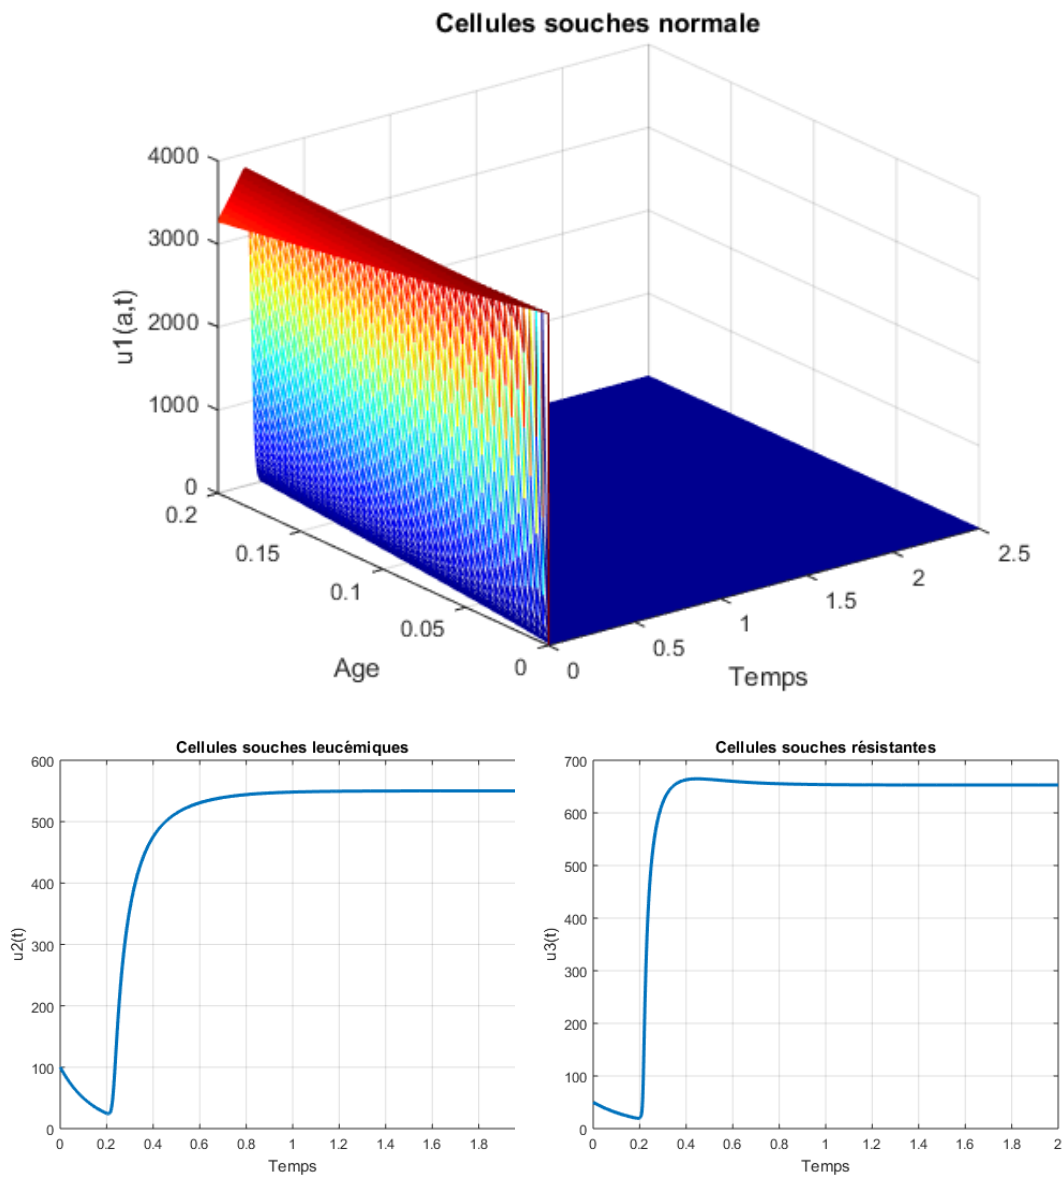 Cellules souches normale
4000
3000
2000
1000
0
u1(a,t)
0.2
0.15
0.1
0.05
0
Age
0
0.5
1
1.5
2
2.5
Temps
Cellules souches leucémiques
600
500
400
300
200
100
0
u2(t)
0 0.2 0.4 0.6 0.8 1 1.2 1.4 1.6 1.8
Temps
Cellules souches résistantes
700
600
500
400
300
200
100
0
u3(t)
0 0.2 0.4 0.6 0.8 1 1.2 1.4 1.6 1.8 2
Temps